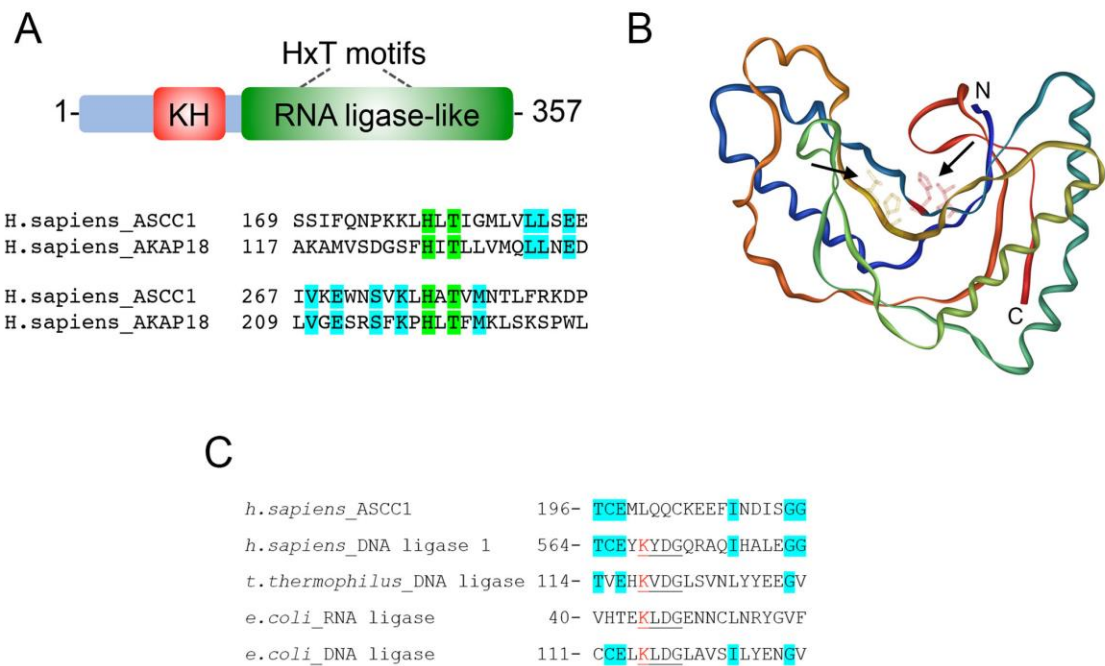 A
HxT motifs
1- KH RNA ligase-like -357
H.sapiens_ASCC1 169 SSIFQNPKKLHLTIGMLVLLSEE
H.sapiens_AKAP18 117 AKAMVSDGSFHITLLVMQLLNED
H.sapiens_ASCC1 267 IVKEWNSVKLHATVMNTLFRKDP
H.sapiens_AKAP18 209 LVGESRSFKPHLTFMKLSKSPWL
B
N
C
C
h.sapiens_ASCC1 196- TCEMLQQCKEEFINDISGG
h.sapiens_DNA ligase 1 564- TCEYKYDGQRAQIHALEGG
t.thermophilus_DNA ligase 114- TVEHKVDGLSVNLYYEEGV
e.coli_RNA ligase 40- VHTEKLDGENNCLNRYGVF
e.coli_DNA ligase 111- CCELKLDGLAVSILYENGV